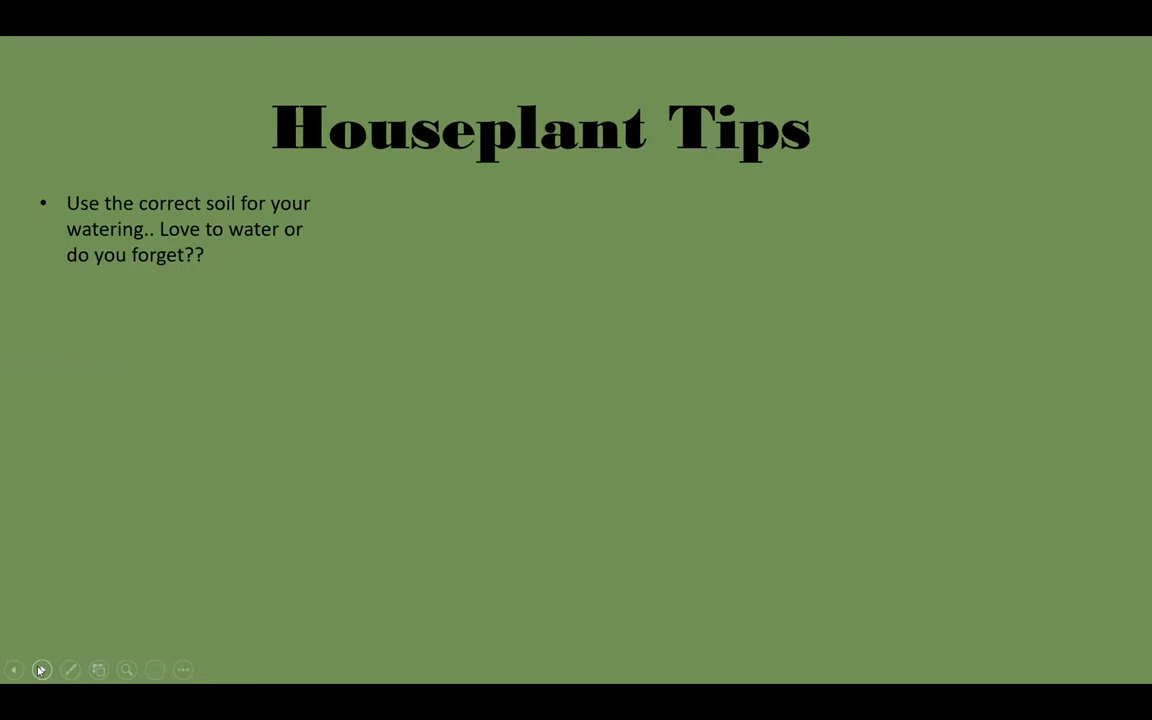 Houseplant Tips
• Use the correct soil for your
watering.. Love to water or
do you forget??